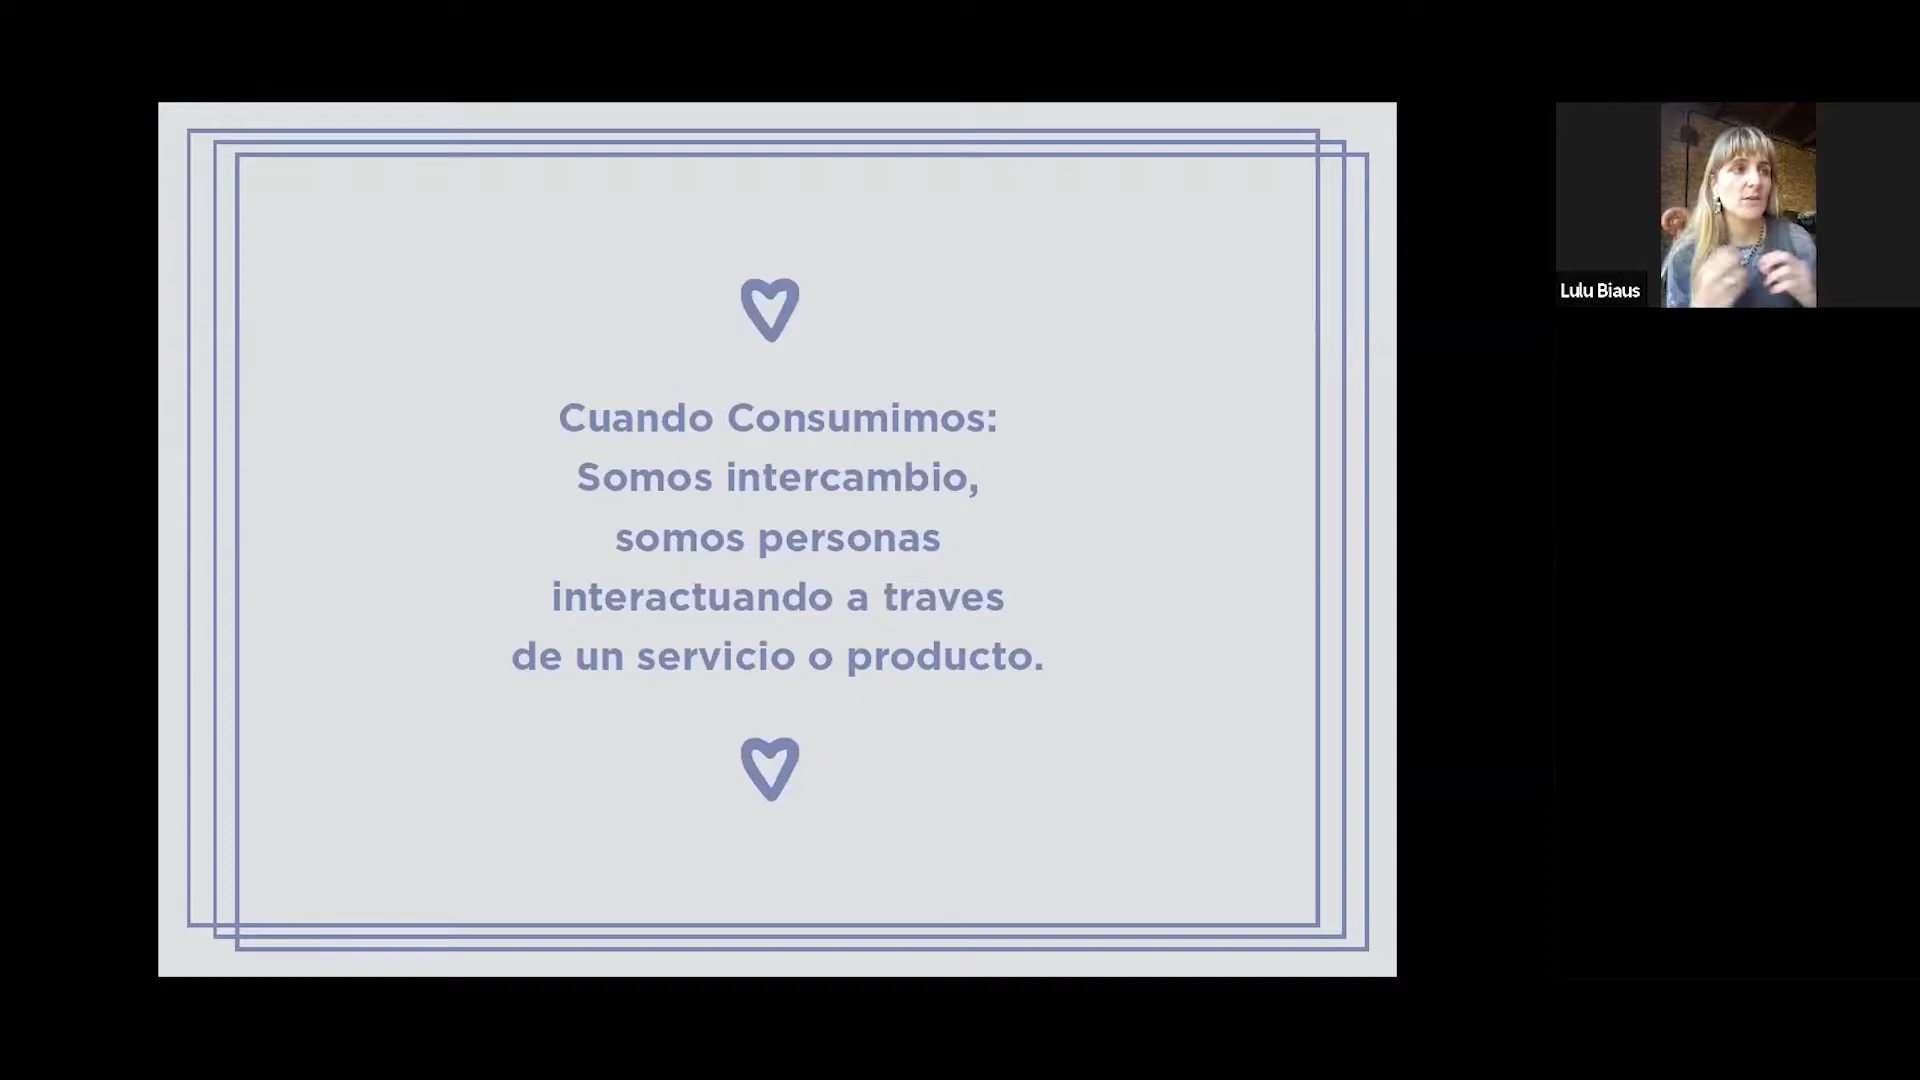 Cuando Consumimos:
Somos intercambio,
somos personas
interactuando a traves
de un servicio o producto.
Lulu Biaus